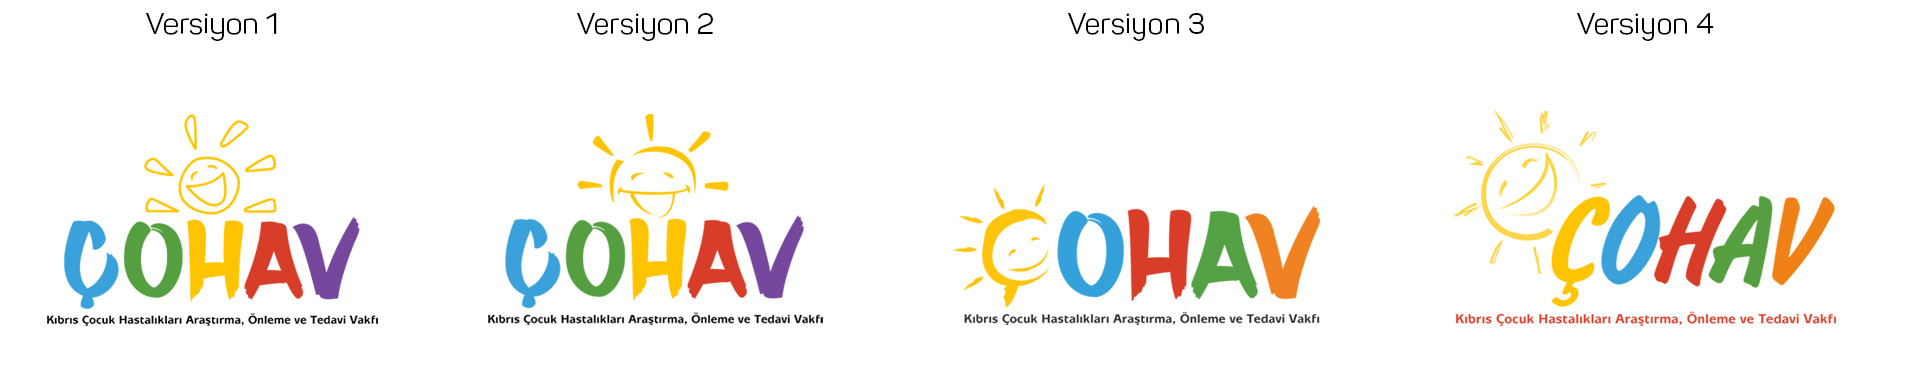 Versiyon 1
Versiyon 2
Versiyon 3
Versiyon 4
ÇOHAV
Kıbrıs Çocuk Hastalıkları Araştırma, Önleme ve Tedavi Vakfı
ÇOHAV
Kıbrıs Çocuk Hastalıkları Araştırma, Önleme ve Tedavi Vakfı
ÇOHAV
Kıbrıs Çocuk Hastalıkları Araştırma, Önleme ve Tedavi Vakfı
ÇOHAV
Kıbrıs Çocuk Hastalıkları Araştırma, Önleme ve Tedavi Vakfı